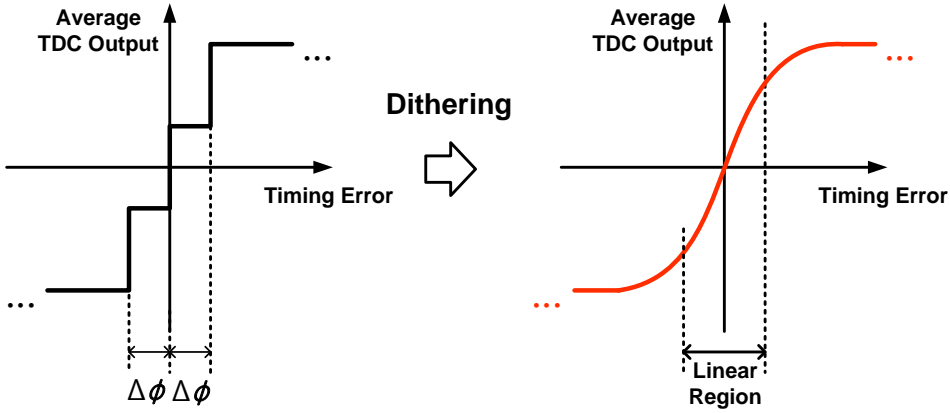 Average
TDC Output
...
Timing Error
...
Δϕ Δϕ
Dithering
Average
TDC Output
...
Timing Error
...
Linear
Region